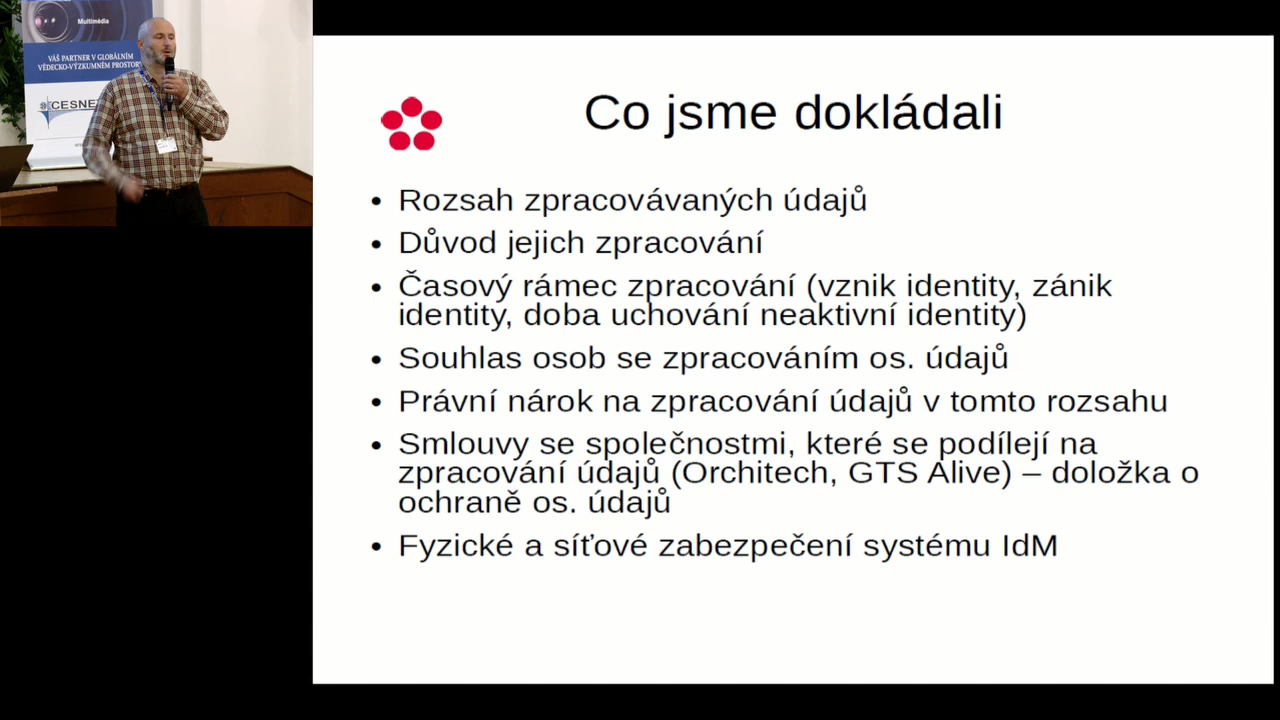 Multimédia
VÁŠ PARTNER V GLOBÁLNÍM
VĚDECKO-VÝZKUMNÉM PROSTORU
CESNE
Co jsme dokládali
• Rozsah zpracovávaných údajů
• Důvod jejich zpracování
• Časový rámec zpracování (vznik identity, zánik
identity, doba uchování neaktivní identity)
• Souhlas osob se zpracováním os. údajů
• Právní nárok na zpracování údajů v tomto rozsahu
• Smlouvy se společnostmi, které se podílejí na
zpracování údajů (Orchitech, GTS Alive) – doložka o
ochraně os. údajů
• Fyzické a síťové zabezpečení systému IdM